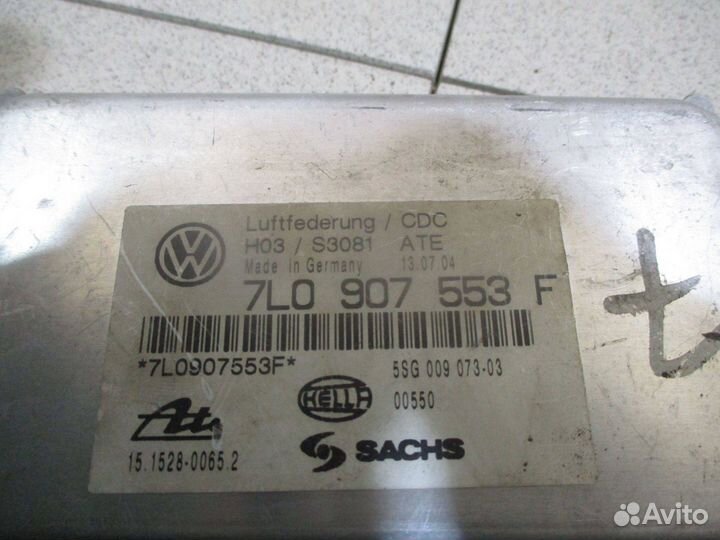 Luftfederung / CDC
H03 / S3081 ATE
Made in Germany 13.07.04
7L0 907 553 F
*7L0907553F*
5SG 009 073-03
HELLA
00550
Ate
15.1528-0065.2
SACHS
t
Avito